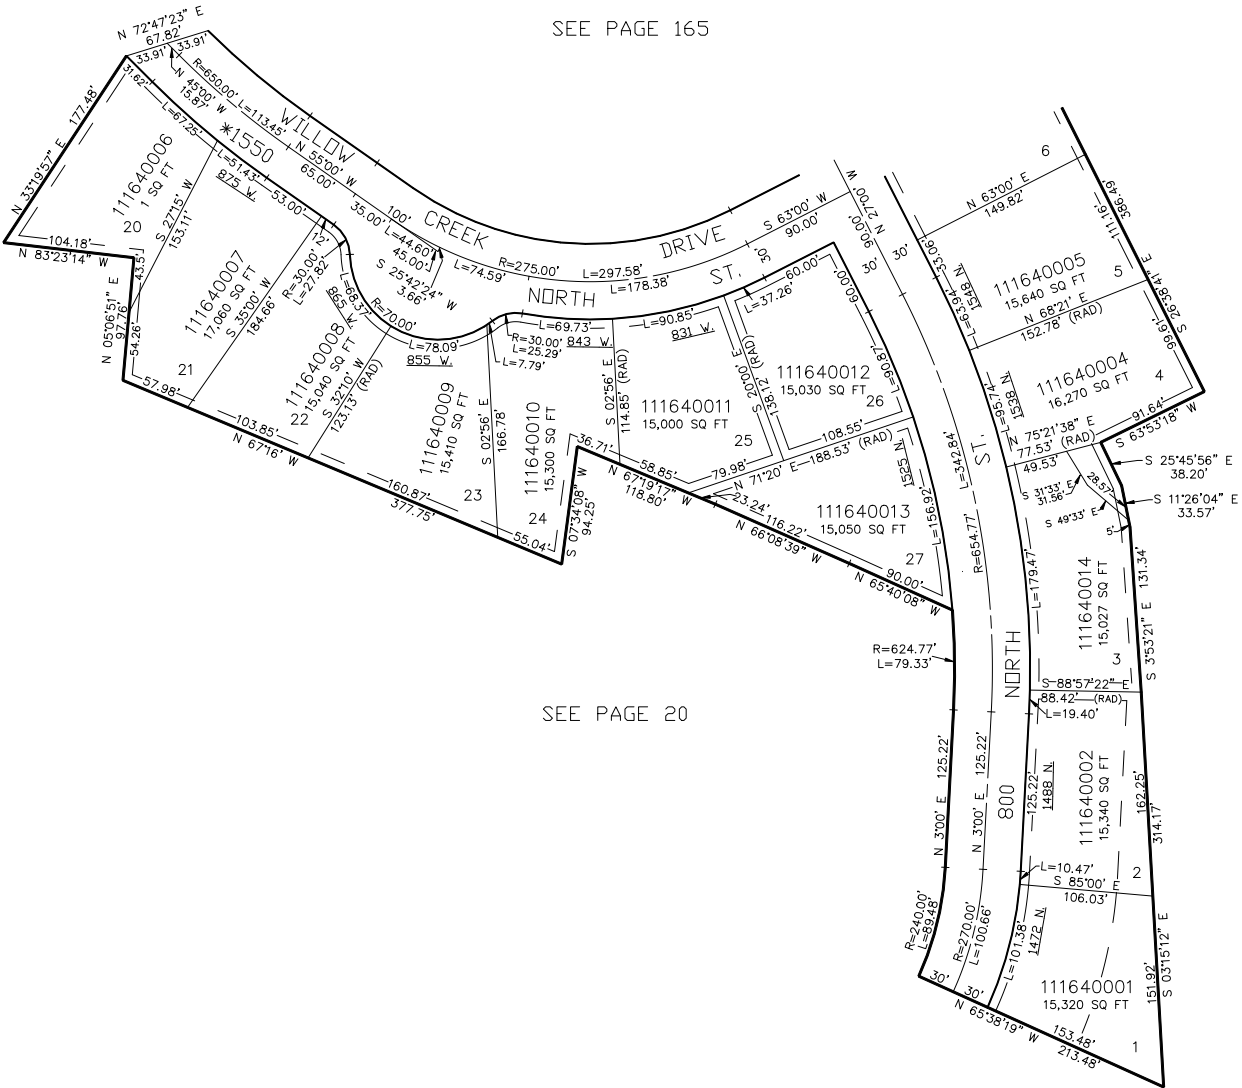 SEE PAGE 165
N 72°47'23" E
67.82'
33.91'
33.91'
N 45°00' W
15.87'
R=650.00'
L=113.45'
31.62'
L=67.25'
*1550
WILLOW
CREEK
DRIVE
N 55°00' W
65.00'
L=51.43'
875 W.
53.00'
35.00'
100'
L=44.60'
45.00'
S 25°42'24" W
3.66'
L=74.59'
R=275.00'
L=297.58'
L=178.38'
NORTH
ST.
S 63°00' W
90.00'
30'
N 27°00' W
90.00'
30'
30'
177.48'
N 33°19'57" E
111640006
1 SQ FT
20
104.18'
N 83°23'14" W
43.5'
N 05°06'51" E
97.76'
54.26'
S 27°15' W
153.11'
111640007
17,060 SQ FT
21
57.98'
S 35°00' W
184.66'
12'
R=30.00'
L=27.82'
L=68.37'
865 W.
R=70.00'
L=78.09'
855 W.
111640008
15,040 SQ FT
22
103.85'
N 67°16' W
S 32°10' W
123.13' (RAD)
111640009
15,410 SQ FT
23
160.87'
377.75'
S 02°56' E
166.78'
R=30.00'
L=25.29'
L=7.79'
L=69.73'
843 W.
111640010
15,300 SQ FT
24
55.04'
S 07°34'08" W
94.25'
36.71'
S 02°56' E
114.85' (RAD)
L=90.85'
831 W.
111640011
15,000 SQ FT
25
58.85'
79.98'
N 67°19'17" W
118.80'
S 20°00' E
138.12' (RAD)
L=37.26'
60.00'
60.00'
L=90.87'
111640012
15,030 SQ FT
26
108.55'
N 71°20' E
188.53' (RAD)
1525 N.
23.24'
116.22'
N 66°08'39" W
111640013
15,050 SQ FT
27
L=156.92'
90.00'
N 65°40'08" W
6
N 63°00' E
149.82'
386.49'
111.16'
L=33.06'
L=63.94'
1548 N.
111640005
15,640 SQ FT
5
N 68°21' E
152.78' (RAD)
S 26°38'41" E
99.61'
L=95.74'
1538 N.
111640004
16,270 SQ FT
4
91.64'
S 63°53'18" W
N 75°21'38" E
77.53' (RAD)
49.53'
S 25°45'56" E
38.20'
S 11°26'04" E
33.57'
28.57'
S 31°33' E
31.56'
S 49°33' E
5'
L=342.84'
R=654.77'
ST.
L=179.47'
111640014
15,027 SQ FT
3
131.34'
S 3°53'21" E
S 88°57'22" E
88.42' (RAD)
L=19.40'
R=624.77'
L=79.33'
NORTH
800
N 3°00' E 125.22'
N 3°00' E 125.22'
125.22'
1488 N.
111640002
15,340 SQ FT
2
162.25'
314.17'
L=10.47'
S 85°00' E
106.03'
R=240.00'
L=89.48'
R=270.00'
L=100.66'
L=101.38'
1472 N.
111640001
15,320 SQ FT
1
151.92'
S 03°15'12" E
30'
30'
N 65°38'19" W
153.48'
213.48'
SEE PAGE 20